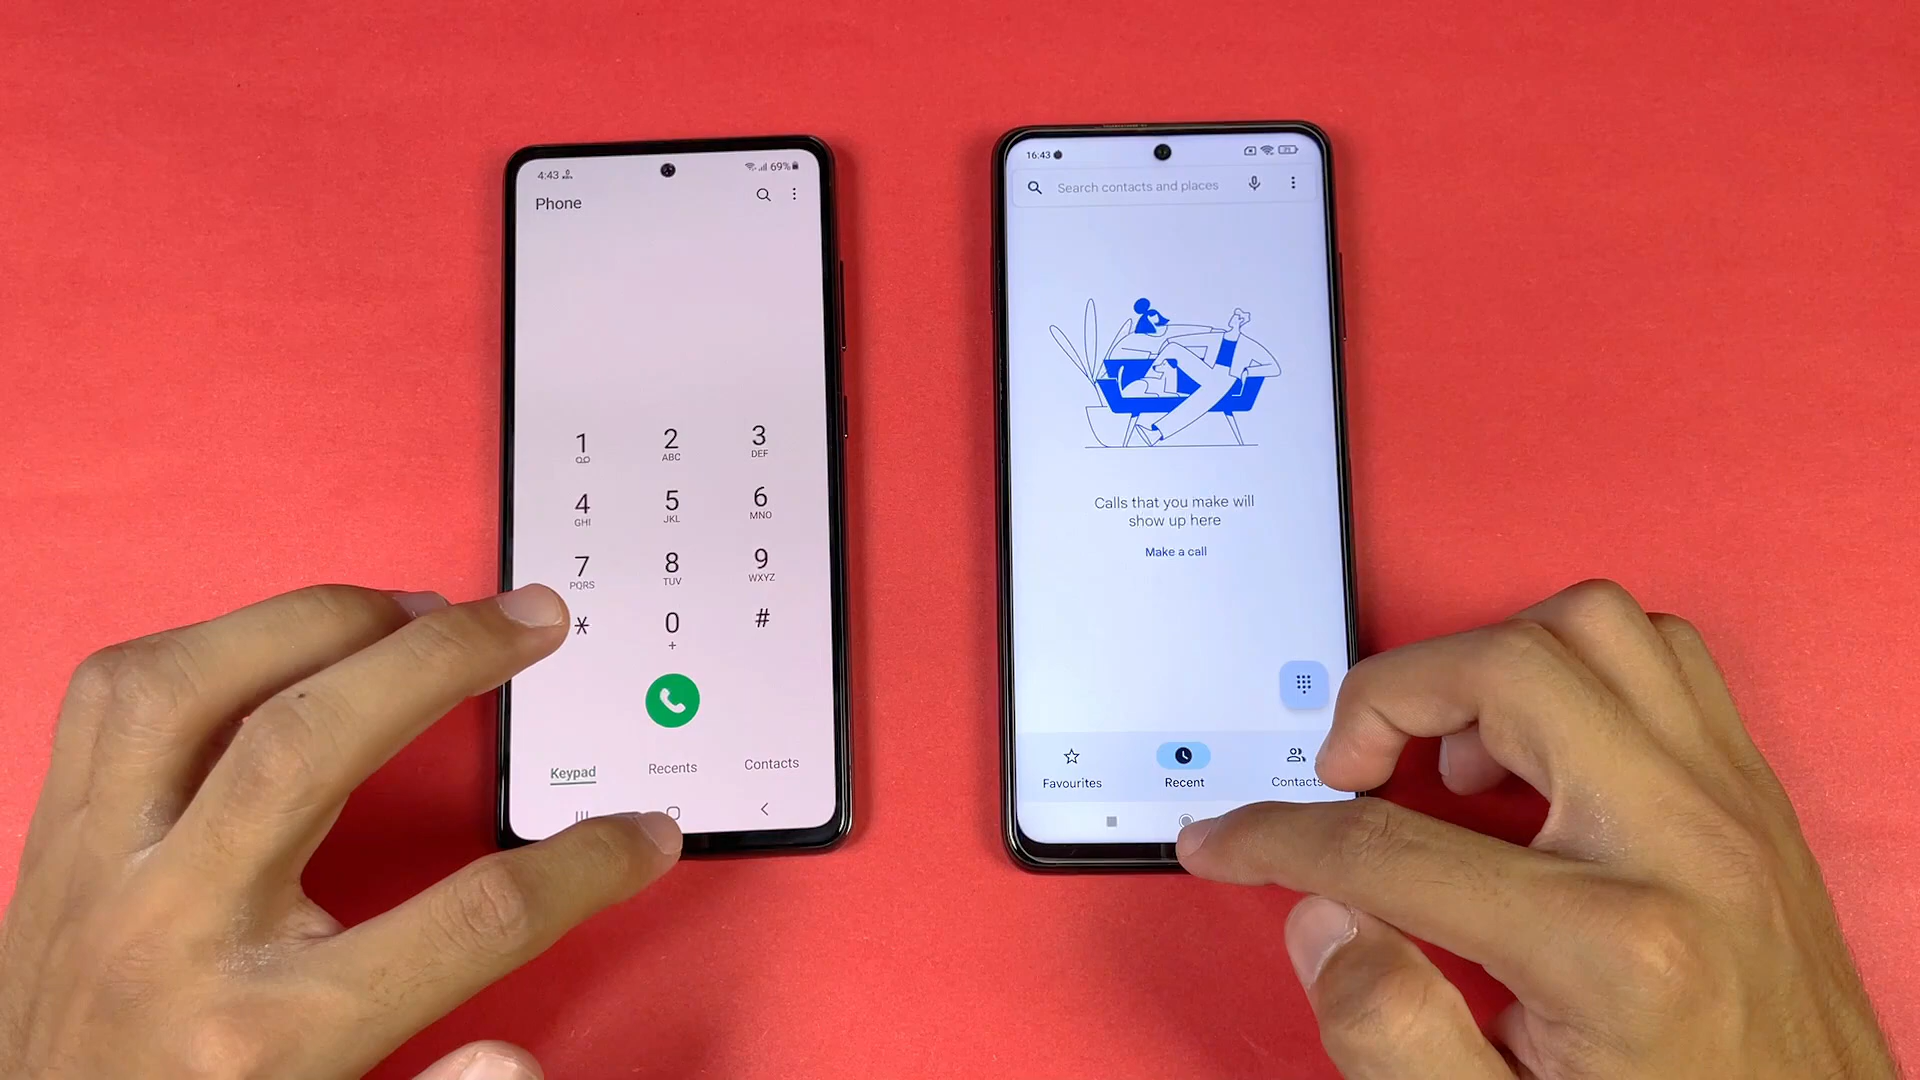 4:43
69%
Phone
1
2
ABC
3
DEF
4
GHI
5
JKL
6
MNO
7
PQRS
8
TUV
9
WXYZ
*
0
+
#
Keypad
Recents
Contacts
16:43
Search contacts and places
Calls that you make will
show up here
Make a call
Favourites
Recent
Contacts